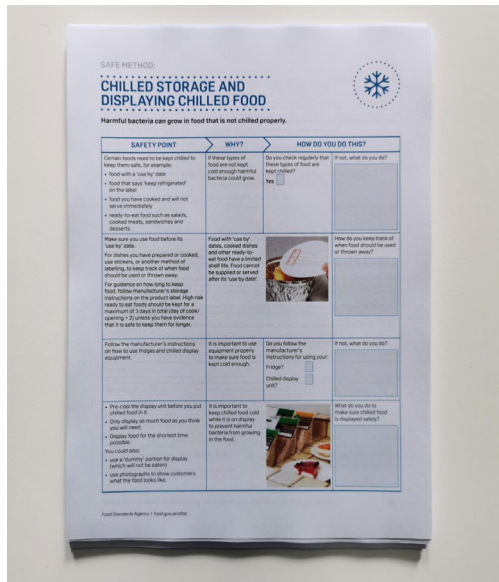 SAFE METHOD:
CHILLED STORAGE AND
DISPLAYING CHILLED FOOD
Harmful bacteria can grow in food that is not chilled properly.
SAFETY POINT
WHY?
HOW DO YOU DO THIS?
Certain foods need to be kept chilled to
keep them safe, for example:
• food with a 'use by' date
• food that says 'keep refrigerated'
on the label
• food you have cooked and will not
serve immediately
• ready-to-eat food such as salads,
cooked meats, sandwiches and
desserts.
If these types of
food are not kept
cold enough harmful
bacteria could grow.
Do you check regularly that
these types of food are
kept chilled?
Yes
If not, what do you do?
Make sure you use food before its
'use by' date.
For dishes you have prepared or cooked,
use stickers, or another method of
labelling, to keep track of when food
should be used or thrown away.
For guidance on how long to keep
food, follow manufacturer's storage
instructions on the product label. High risk
ready to eat foods should be kept for a
maximum of 3 days in total (day of cook/
opening + 2) unless you have evidence
that it is safe to keep them for longer.
Food with 'use by'
dates, cooked dishes
and other ready-to-
eat food have a limited
shelf life. Food cannot
be supplied or served
after its 'use by date'.
How do you keep track of
when food should be used
or thrown away?
Follow the manufacturer's instructions
on how to use fridges and chilled display
equipment.
It is important to use
equipment properly
to make sure food is
kept cold enough.
Do you follow the
manufacturer's
instructions for using your:
Fridge?
Chilled display
unit?
If not, what do you do?
• Pre-cool the display unit before you put
chilled food in it.
• Only display as much food as you think
you will need.
• Display food for the shortest time
possible.
You could also:
• use a 'dummy' portion for display
(which will not be eaten)
• use photographs to show customers
what the food looks like.
It is important to
keep chilled food cold
while it is on display
to prevent harmful
bacteria from growing
in the food.
What do you do to
make sure chilled food
is displayed safely?
Food Standards Agency | food.gov.uk/sfbb